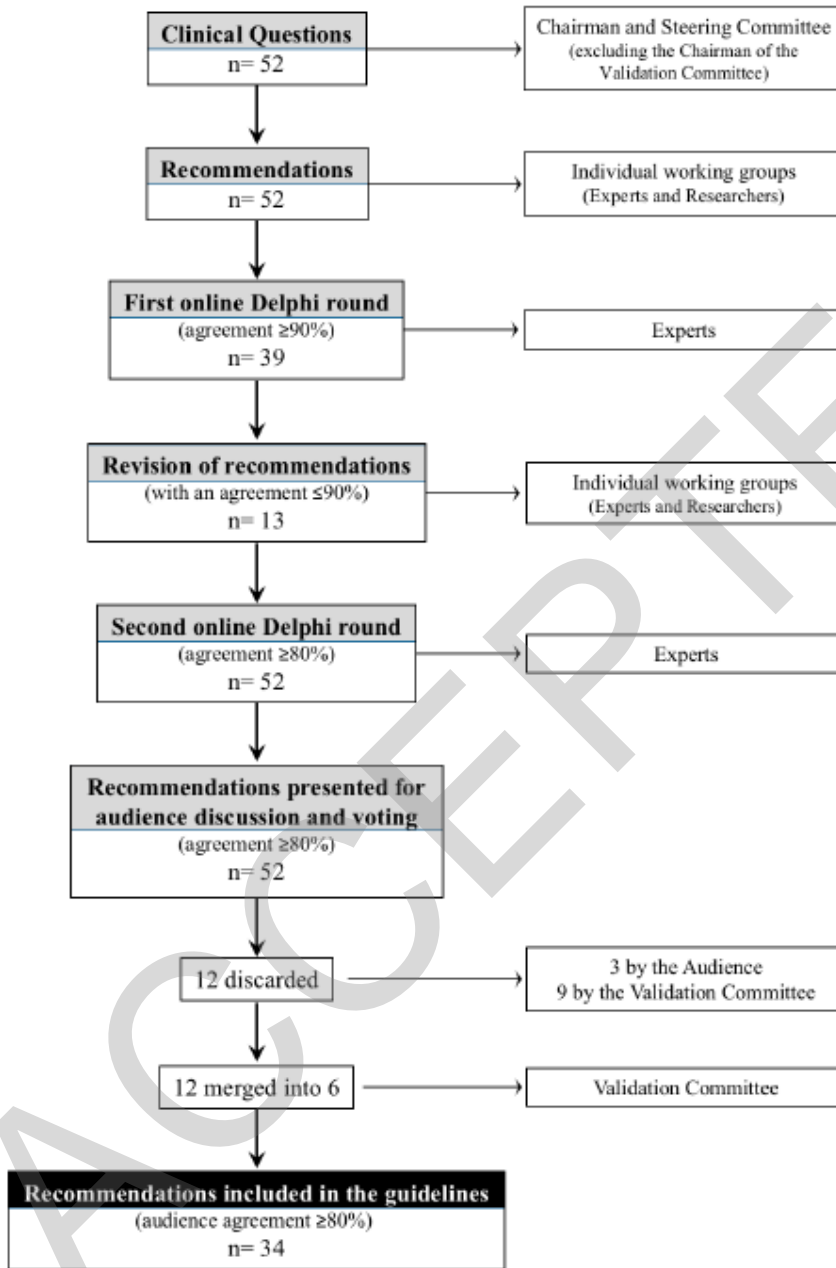 Clinical Questions
n= 52
Chairman and Steering Committee
(excluding the Chairman of the
Validation Committee)
Recommendations
n= 52
Individual working groups
(Experts and Researchers)
First online Delphi round
(agreement ≥90%)
n= 39
Experts
Revision of recommendations
(with an agreement ≤90%)
n= 13
Individual working groups
(Experts and Researchers)
Second online Delphi round
(agreement ≥80%)
n= 52
Experts
Recommendations presented for
audience discussion and voting
(agreement ≥80%)
n= 52
12 discarded
3 by the Audience
9 by the Validation Committee
12 merged into 6
Validation Committee
Recommendations included in the guidelines
(audience agreement ≥80%)
n= 34
ACCEPTE